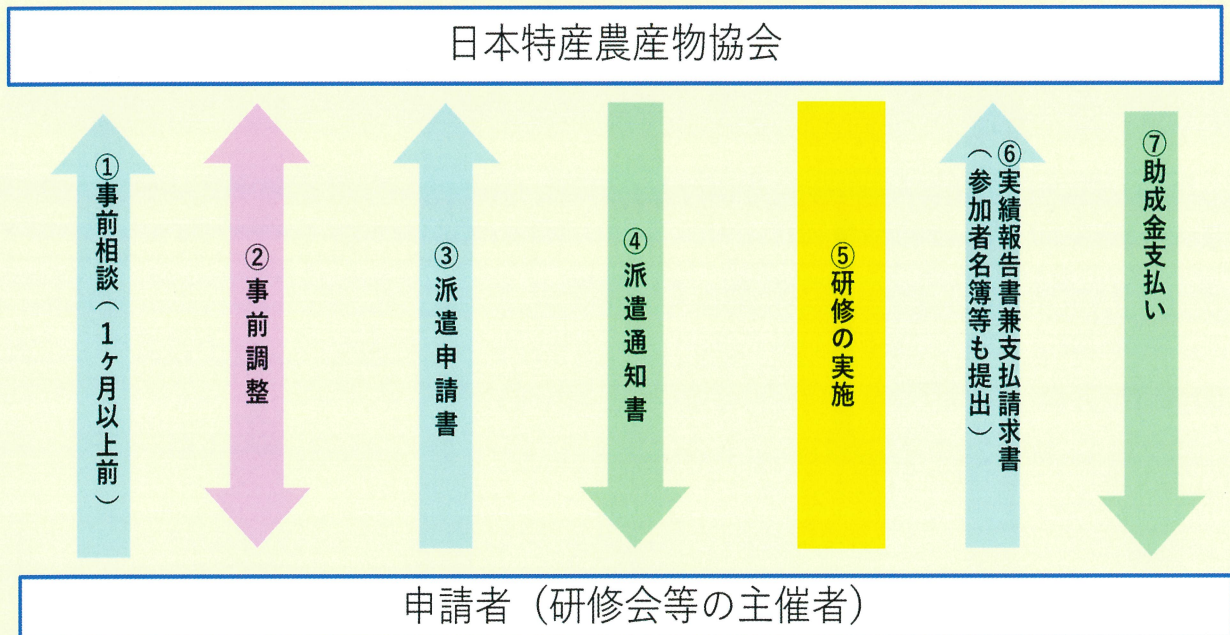 日本特産農産物協会
①事前相談（１ヶ月以上前）
②事前調整
③派遣申請書
④派遣通知書
⑤研修の実施
⑥実績報告書兼支払請求書
（参加者名簿等も提出）
⑦助成金支払い
申請者（研修会等の主催者）